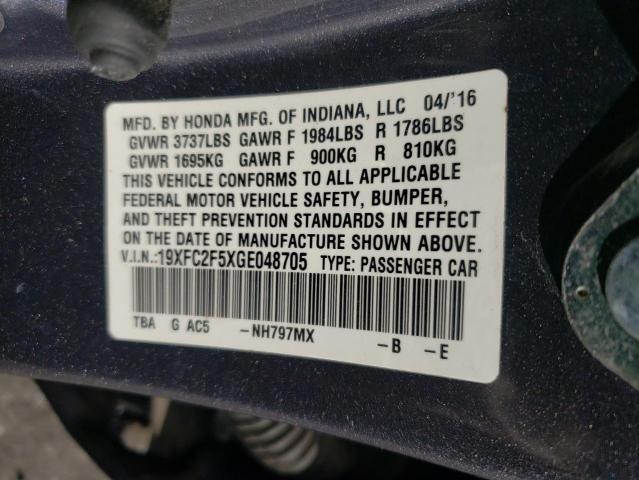 MFD. BY HONDA MFG. OF INDIANA, LLC 04/'16
GVWR 3737LBS GAWR F 1984LBS R 1786LBS
GVWR 1695KG GAWR F 900KG R 810KG
THIS VEHICLE CONFORMS TO ALL APPLICABLE
FEDERAL MOTOR VEHICLE SAFETY, BUMPER,
AND THEFT PREVENTION STANDARDS IN EFFECT
ON THE DATE OF MANUFACTURE SHOWN ABOVE.
V.I.N.:19XFC2F5XGE048705 TYPE: PASSENGER CAR
TBA G AC5 -NH797MX -B -E